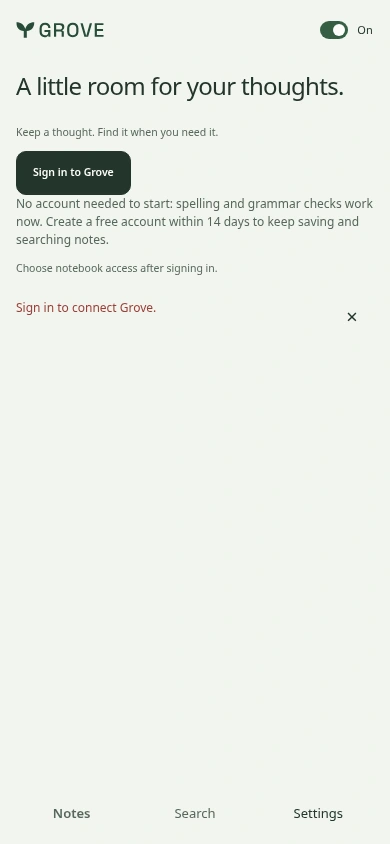 GROVE
On
A little room for your thoughts.
Keep a thought. Find it when you need it.
Sign in to Grove
No account needed to start: spelling and grammar checks work
now. Create a free account within 14 days to keep saving and
searching notes.
Choose notebook access after signing in.
Sign in to connect Grove.
×
Notes
Search
Settings